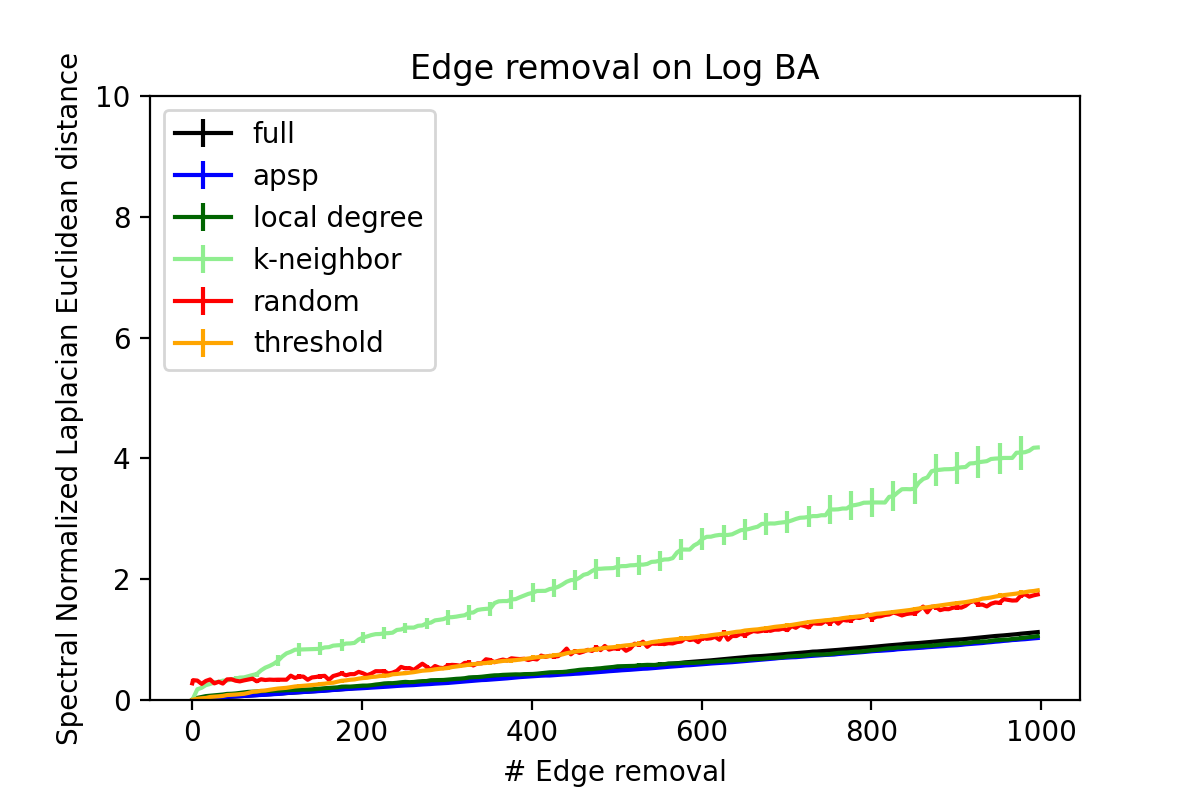 Edge removal on Log BA
Spectral Normalized Laplacian Euclidean distance
10
8
6
4
2
0
full
apsp
local degree
k-neighbor
random
threshold
0 200 400 600 800 1000
# Edge removal